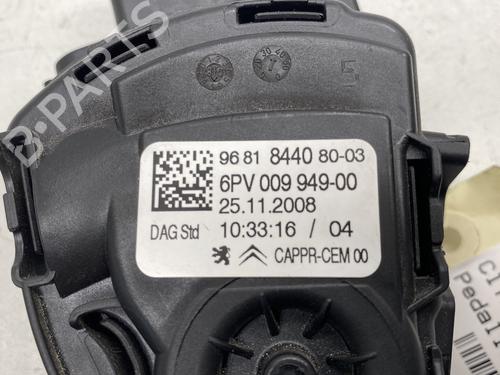 B-PARTS
5
96 81 8440 80-03
6PV 009 949-00
25.11.2008
DAG Std 10:33:16 / 04
CAPPR-CEM 00
Pedal